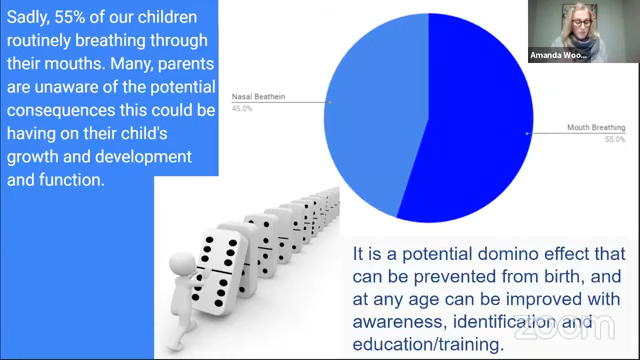 Sadly, 55% of our children
routinely breathing through
their mouths. Many, parents
are unaware of the potential
consequences this could be
having on their child's
growth and development
and function.
Nasal Beathein
45.0%
Mouth Breathing
55.0%
Amanda Woo...
It is a potential domino effect that
can be prevented from birth, and
at any age can be improved with
awareness, identification and
education/training.
zoom